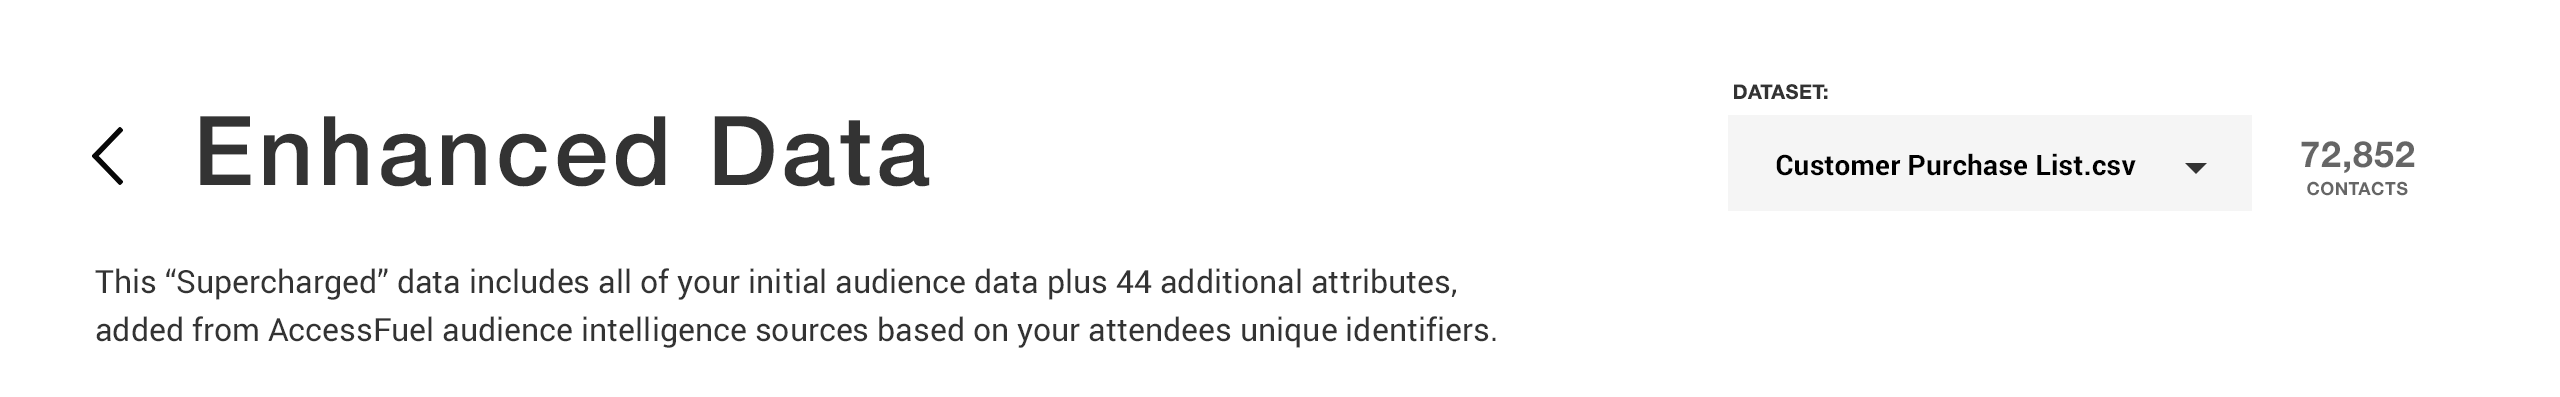 Enhanced Data
DATASET:
Customer Purchase List.csv
72,852
CONTACTS
This “Supercharged” data includes all of your initial audience data plus 44 additional attributes,
added from AccessFuel audience intelligence sources based on your attendees unique identifiers.